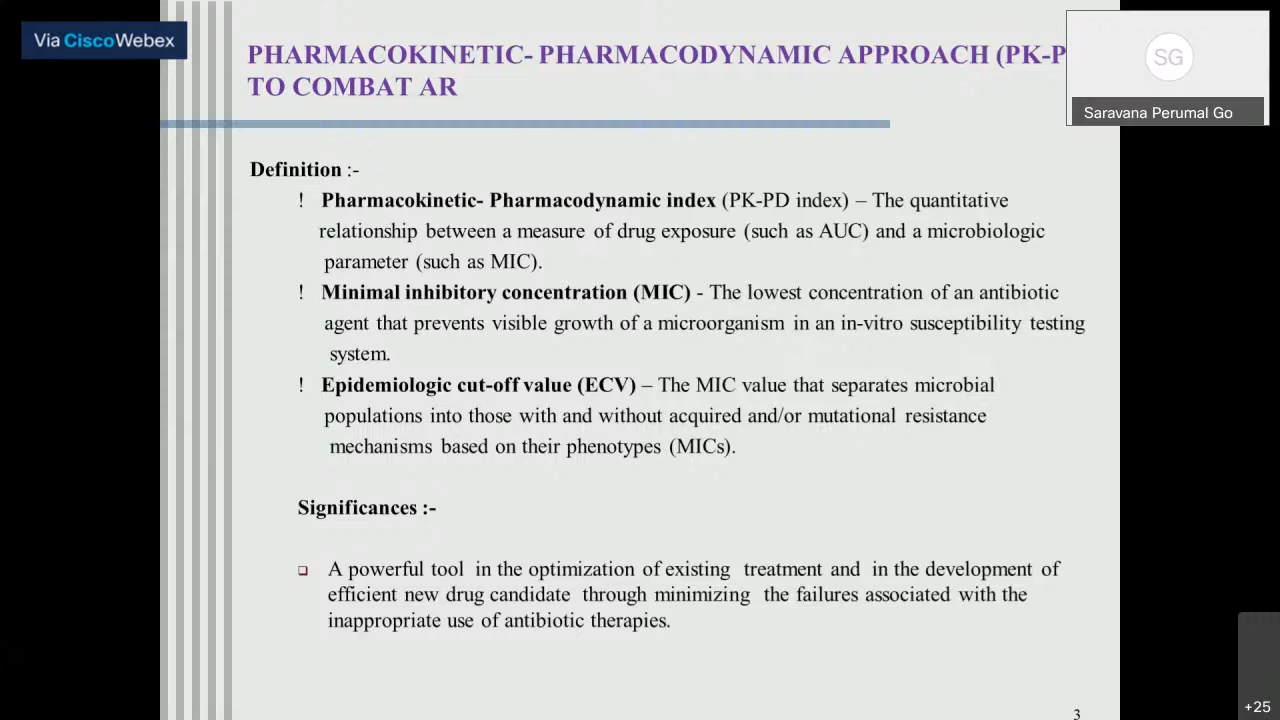 Via CiscoWebex
PHARMACOKINETIC- PHARMACODYNAMIC APPROACH (PK-P
TO COMBAT AR
SG
Saravana Perumal Go
Definition :-
! Pharmacokinetic- Pharmacodynamic index (PK-PD index) – The quantitative
relationship between a measure of drug exposure (such as AUC) and a microbiologic
parameter (such as MIC).
! Minimal inhibitory concentration (MIC) - The lowest concentration of an antibiotic
agent that prevents visible growth of a microorganism in an in-vitro susceptibility testing
system.
! Epidemiologic cut-off value (ECV) – The MIC value that separates microbial
populations into those with and without acquired and/or mutational resistance
mechanisms based on their phenotypes (MICs).
Significances :-
❑ A powerful tool in the optimization of existing treatment and in the development of
efficient new drug candidate through minimizing the failures associated with the
inappropriate use of antibiotic therapies.
3
+25